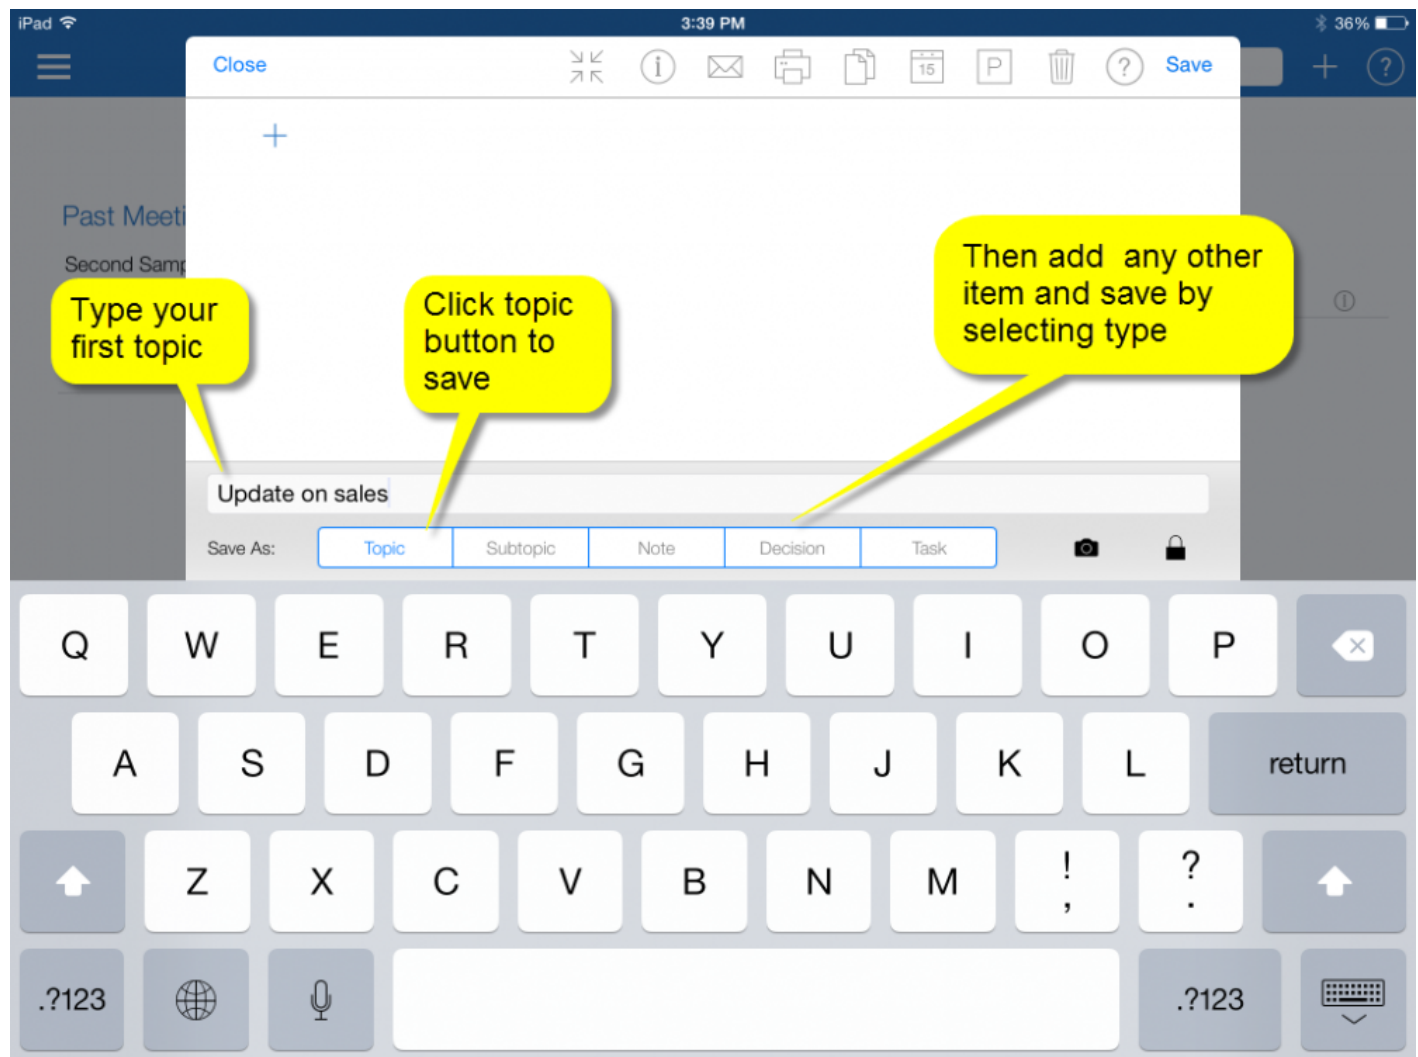 iPad 3:39 PM 36%
Close 15 P ? Save + ?
+
Past Meeti
Second Samp
Type your
first topic
Click topic
button to
save
Then add any other
item and save by
selecting type
Update on sales
Save As: Topic Subtopic Note Decision Task
Q W E R T Y U I O P
A S D F G H J K L return
Z X C V B N M ! , ? .
.?123 .?123